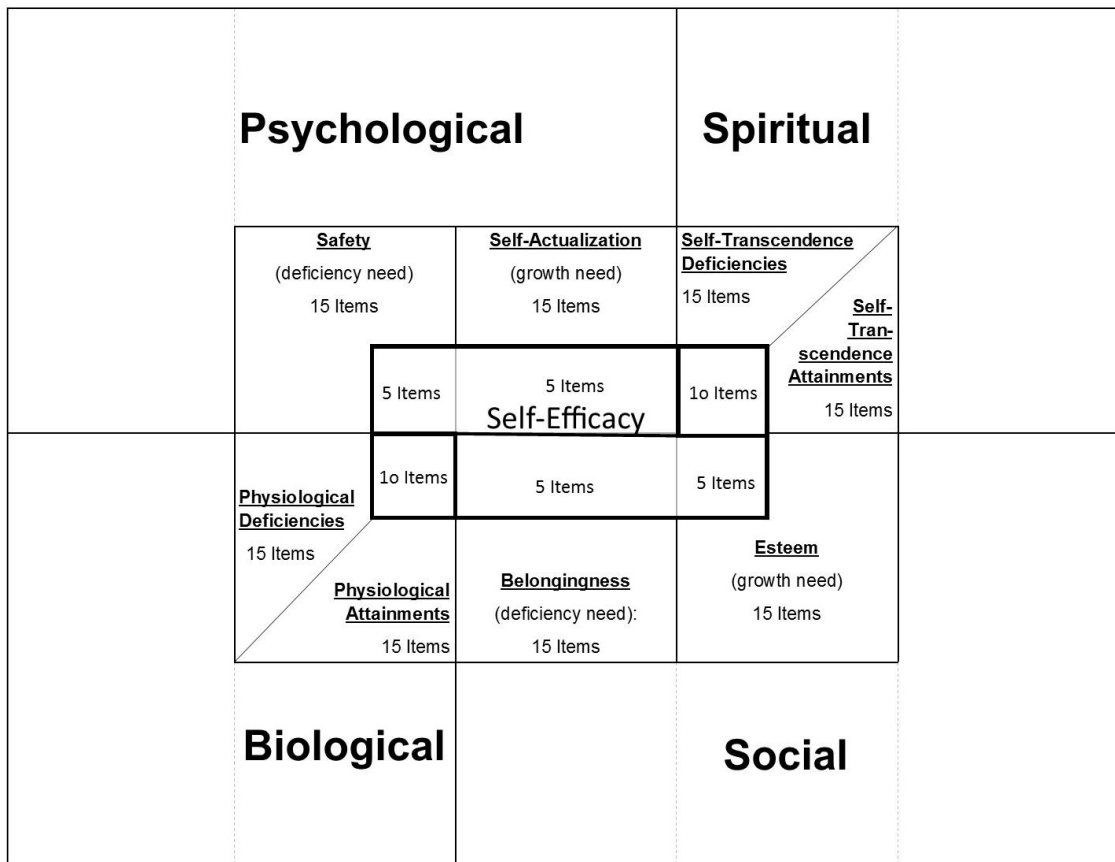 Psychological
Spiritual
Safety
(deficiency need)
15 Items
Self-Actualization
(growth need)
15 Items
Self-Transcendence
Deficiencies
15 Items
Self-
Tran-
scendence
Attainments
15 Items
5 Items
5 Items
1o Items
Self-Efficacy
1o Items
5 Items
5 Items
Physiological
Deficiencies
15 Items
Physiological
Attainments
15 Items
Belongingness
(deficiency need):
15 Items
Esteem
(growth need)
15 Items
Biological
Social